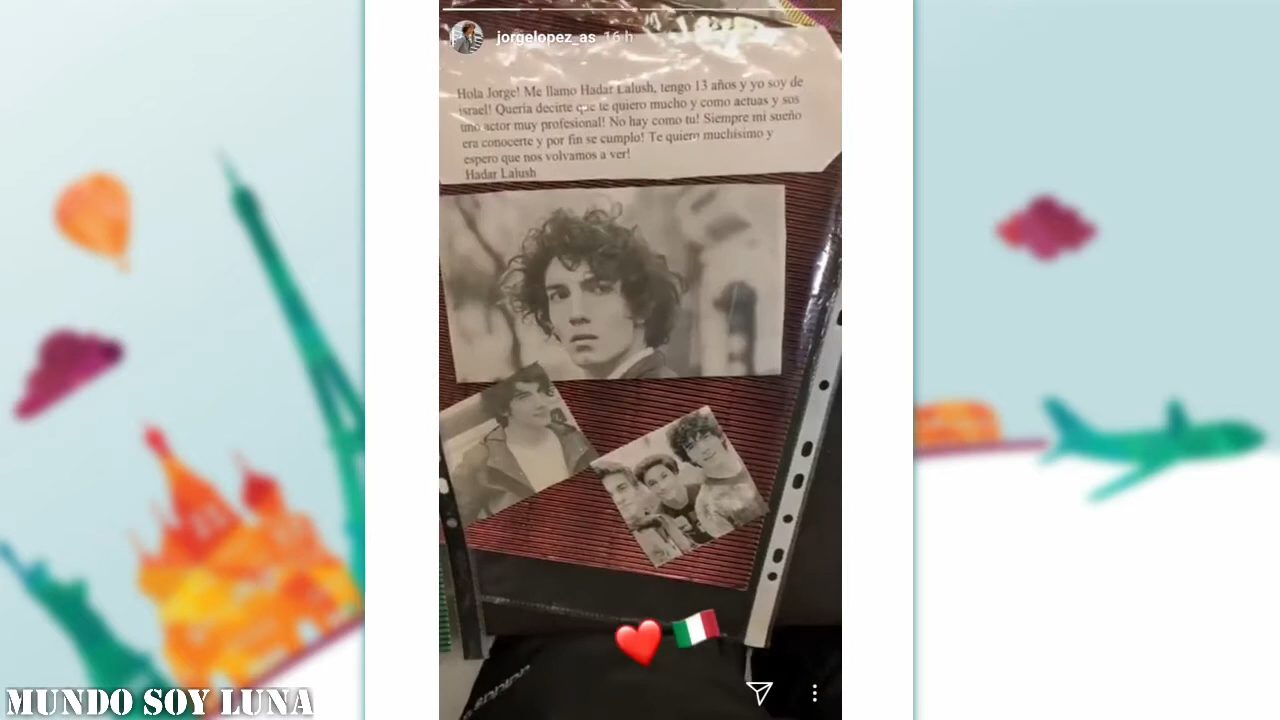 jorgelopez_as 16 h
Hola Jorge! Me llamo Hadar Lalush, tengo 13 años y yo soy de
israel! Queria decirte que te quiero mucho y como actuas y sos
uno actor muy profesional! No hay como tu! Siempre mi sueño
era conocerte y por fin se cumplo! Te quiero muchisimo y
espero que nos volvamos a ver!
Hadar Lalush
MUNDO SOY LUNA